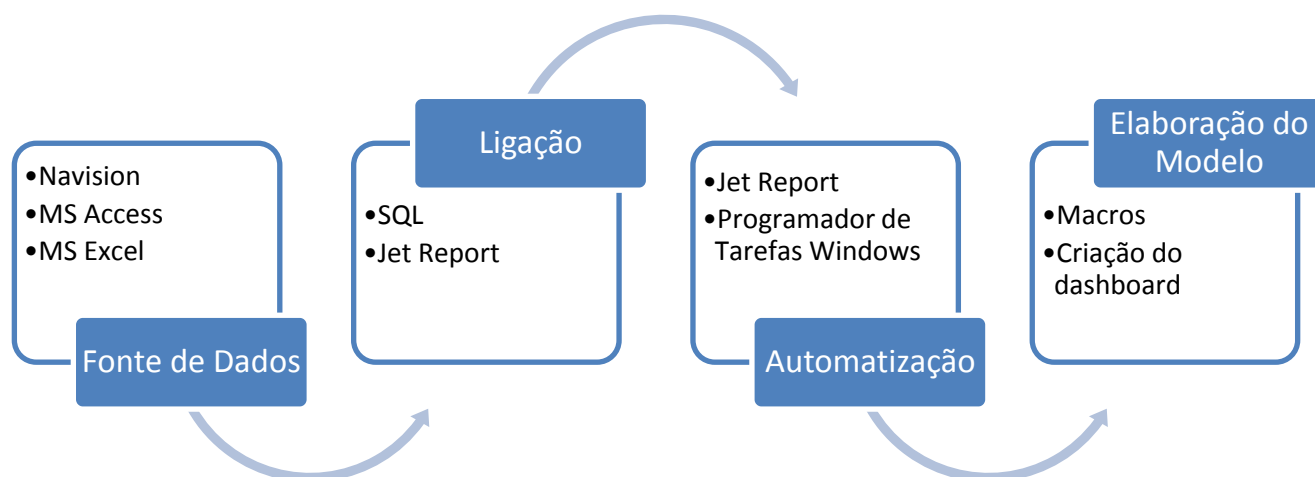 •Navision
•MS Access
•MS Excel
Fonte de Dados
Ligação
•SQL
•Jet Report
•Jet Report
•Programador de
Tarefas Windows
Automatização
Elaboração do
Modelo
•Macros
•Criação do
dashboard